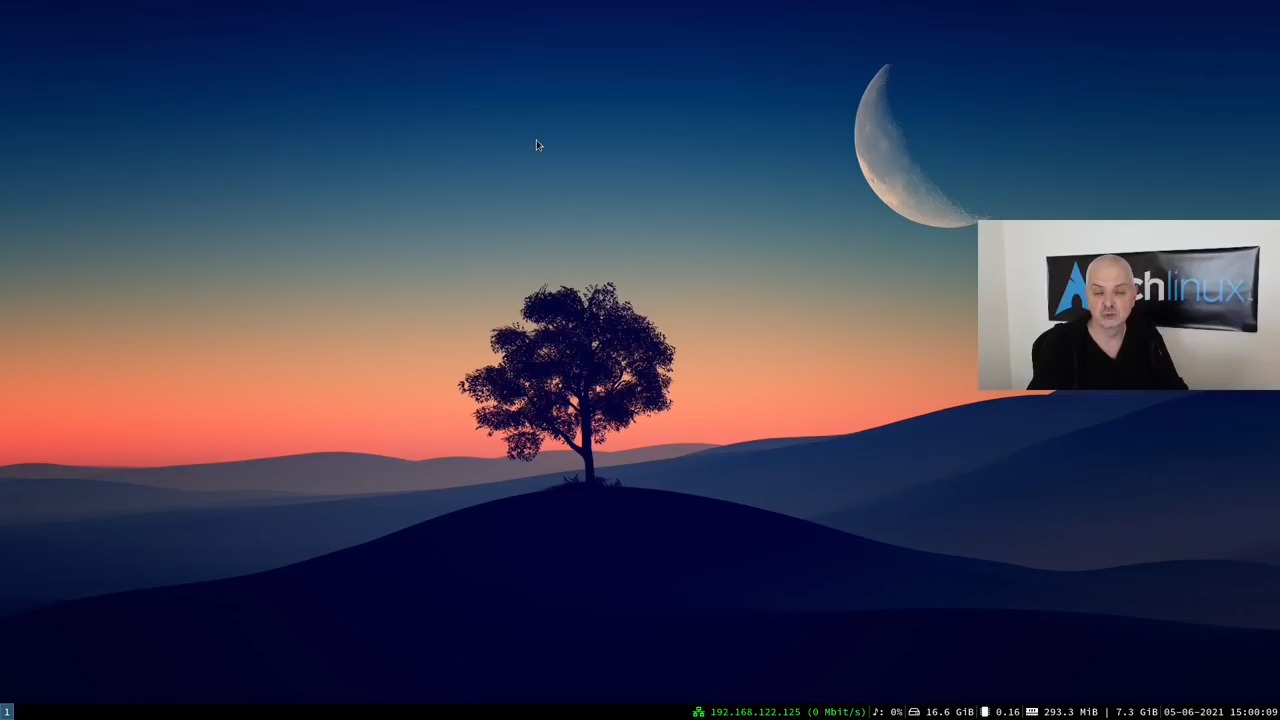 chlinux
1 192.168.122.125 (0 Mbit/s) ♪: 0% 16.6 GiB 0.16 293.3 MiB | 7.3 GiB 05-06-2021 15:00:09